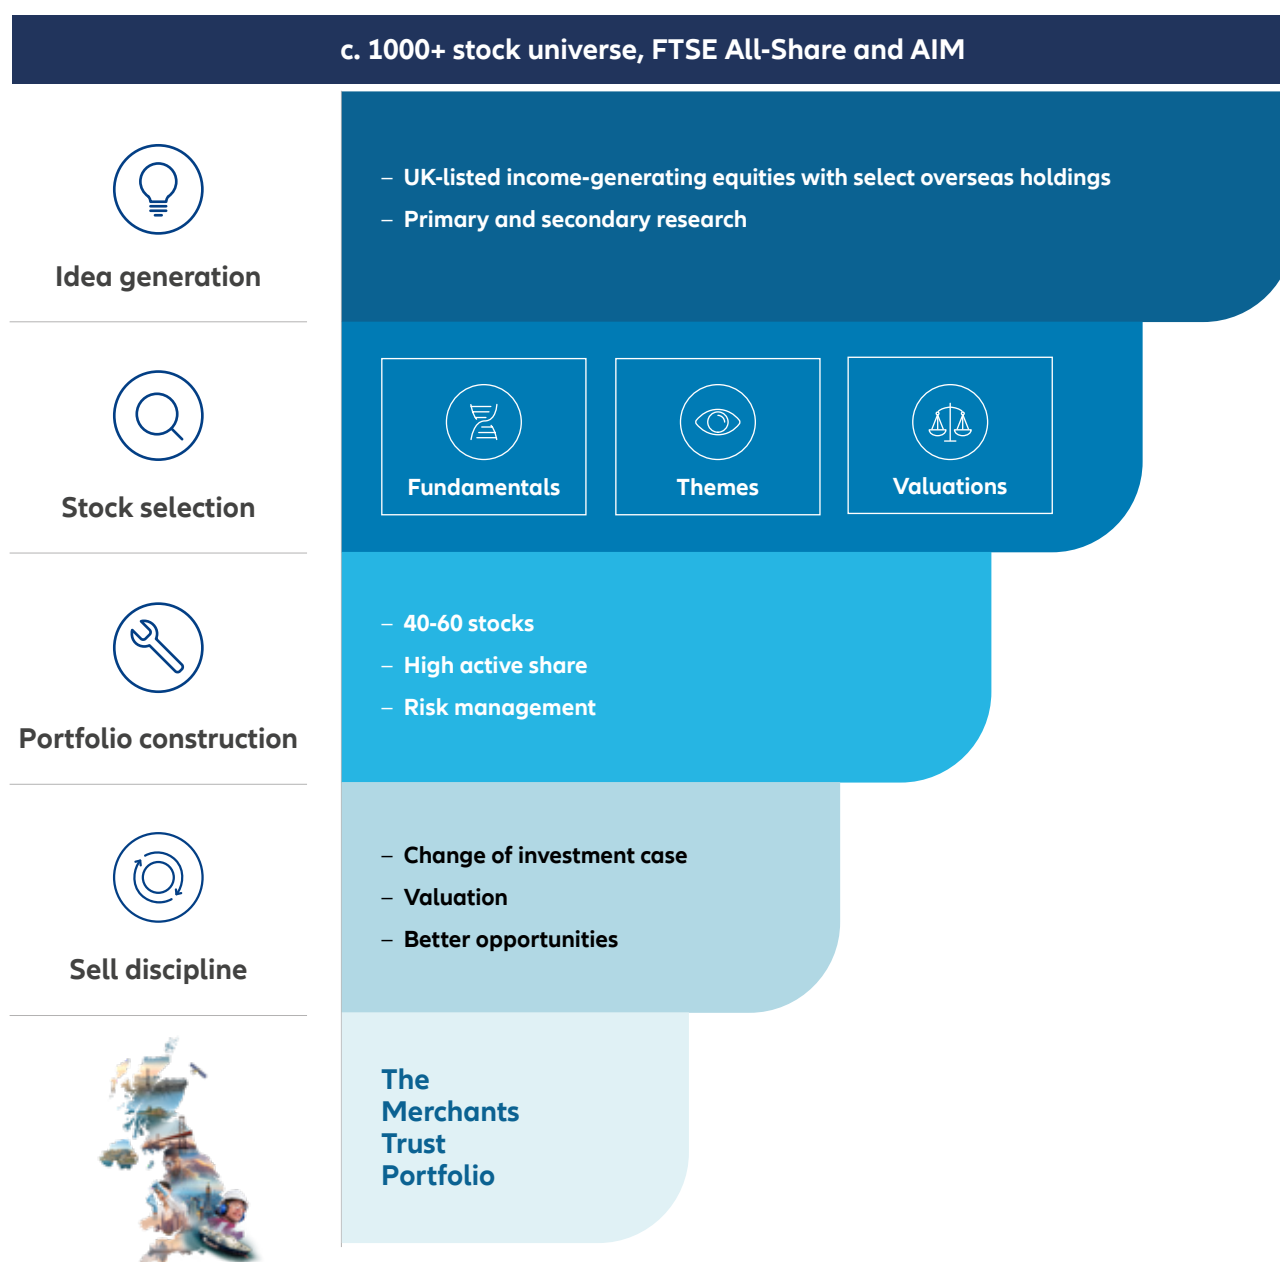 c. 1000+ stock universe, FTSE All-Share and AIM
Idea generation
– UK-listed income-generating equities with select overseas holdings
– Primary and secondary research
Stock selection
Fundamentals
Themes
Valuations
Portfolio construction
– 40-60 stocks
– High active share
– Risk management
Sell discipline
– Change of investment case
– Valuation
– Better opportunities
The
Merchants
Trust
Portfolio